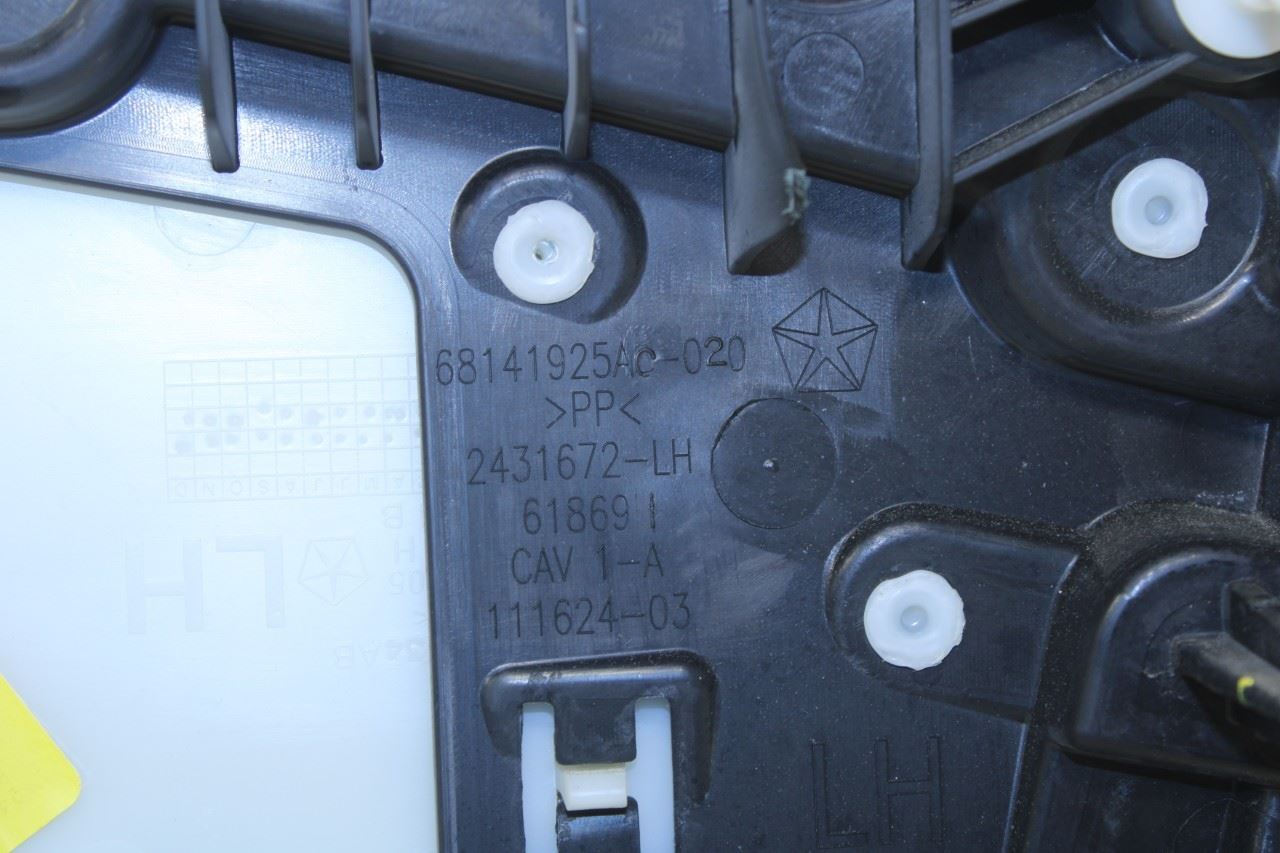 68141925Ac-020
>PP<
2431672-LH
61869 I
CAV 1-A
111624-03
LH
LH